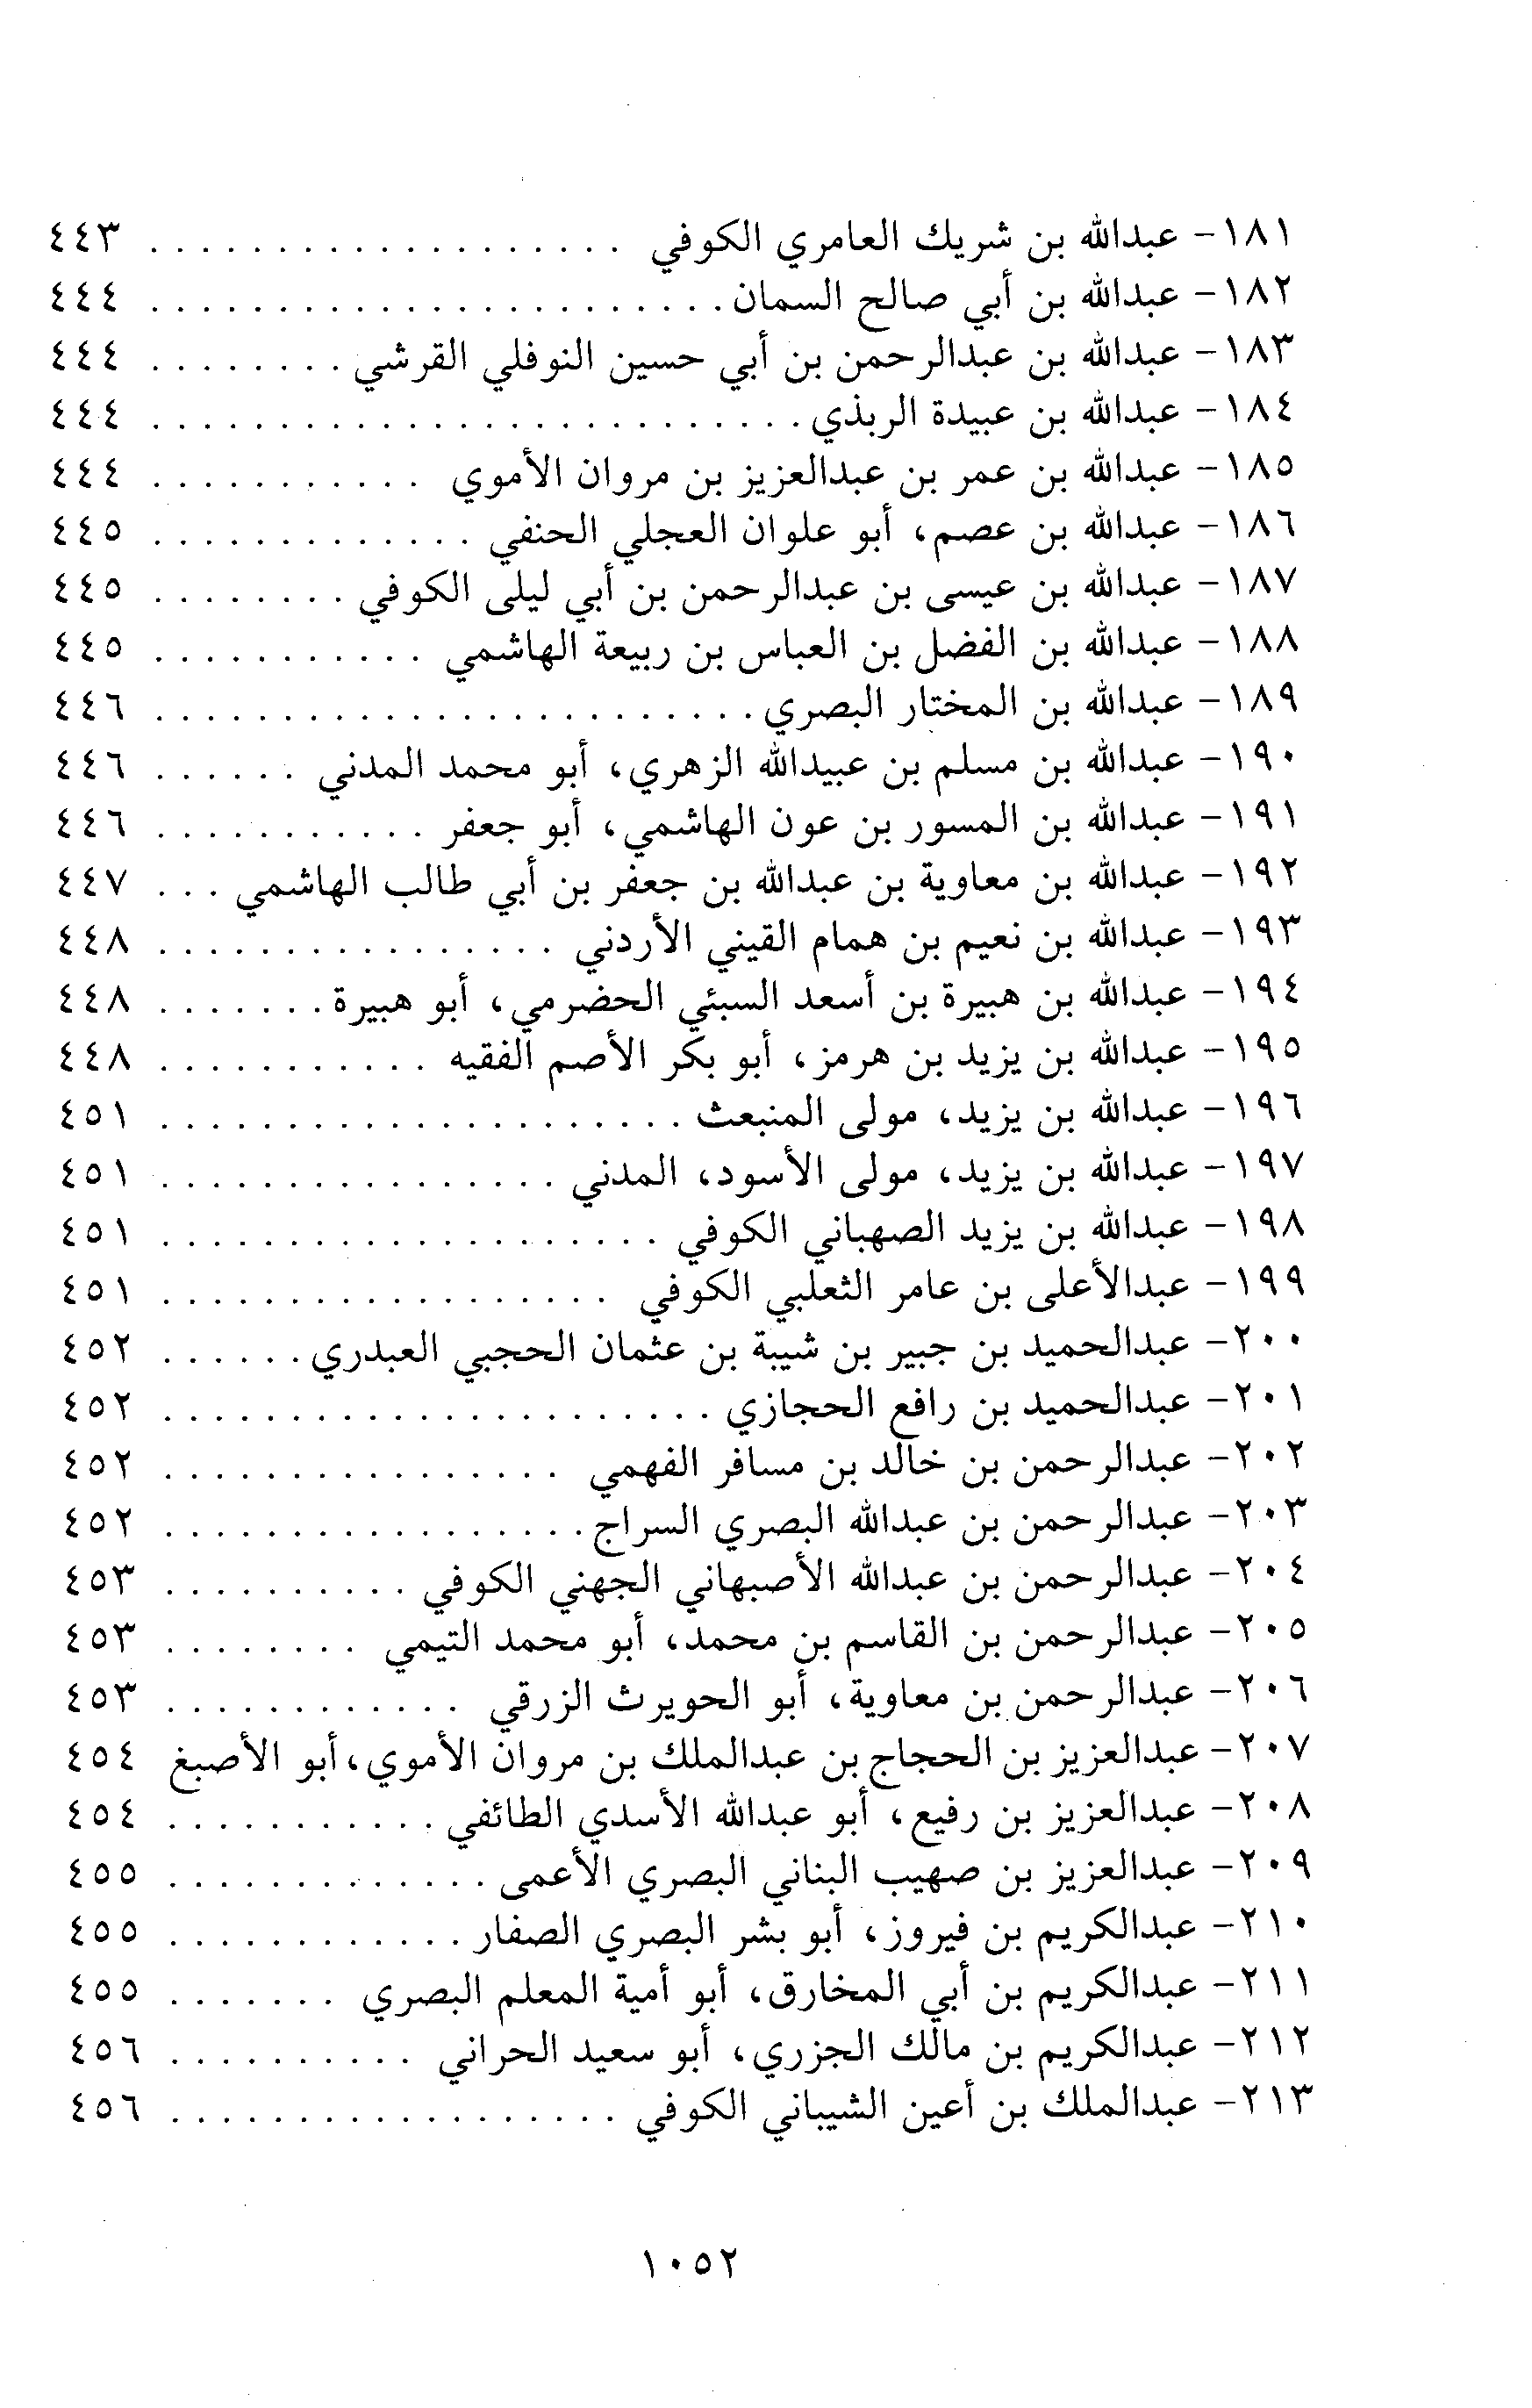 ١٨١- عبدالله بن شريك العامري الكوفي . . . . . . . . . . . . . . . . . . . ٤٤٣
١٨٢- عبدالله بن أبي صالح السمان . . . . . . . . . . . . . . . . . . . . . . . ٤٤٤
١٨٣- عبدالله بن عبدالرحمن بن أبي حسين النوفلي القرشي . . . . . . . . ٤٤٤
١٨٤- عبدالله بن عبيدة الربذي . . . . . . . . . . . . . . . . . . . . . . . . . . ٤٤٤
١٨٥- عبدالله بن عمر بن عبدالعزيز بن مروان الأموي . . . . . . . . . . . ٤٤٤
١٨٦- عبدالله بن عصم، أبو علوان العجلي الحنفي . . . . . . . . . . . . . ٤٤٥
١٨٧- عبدالله بن عيسى بن عبدالرحمن بن أبي ليلى الكوفي . . . . . . . . ٤٤٥
١٨٨- عبدالله بن الفضل بن العباس بن ربيعة الهاشمي . . . . . . . . . . . ٤٤٥
١٨٩- عبدالله بن المختار البصري . . . . . . . . . . . . . . . . . . . . . . . . ٤٤٦
١٩٠- عبدالله بن مسلم بن عبيدالله الزهري، أبو محمد المدني . . . . . . ٤٤٦
١٩١- عبدالله بن المسور بن عون الهاشمي، أبو جعفر . . . . . . . . . . . ٤٤٦
١٩٢- عبدالله بن معاوية بن عبدالله بن جعفر بن أبي طالب الهاشمي . . . ٤٤٧
١٩٣- عبدالله بن نعيم بن همام القيني الأردني . . . . . . . . . . . . . . . . ٤٤٨
١٩٤- عبدالله بن هبيرة بن أسعد السبئي الحضرمي، أبو هبيرة . . . . . . . ٤٤٨
١٩٥- عبدالله بن يزيد بن هرمز، أبو بكر الأصم الفقيه . . . . . . . . . . . ٤٤٨
١٩٦- عبدالله بن يزيد، مولى المنبعث . . . . . . . . . . . . . . . . . . . . . ٤٥١
١٩٧- عبدالله بن يزيد، مولى الأسود، المدني . . . . . . . . . . . . . . . . ٤٥١
١٩٨- عبدالله بن يزيد الصهباني الكوفي . . . . . . . . . . . . . . . . . . . . ٤٥١
١٩٩- عبدالأعلى بن عامر الثعلبي الكوفي . . . . . . . . . . . . . . . . . . ٤٥١
٢٠٠- عبدالحميد بن جبير بن شيبة بن عثمان الحجبي العبدري . . . . . . ٤٥٢
٢٠١- عبدالحميد بن رافع الحجازي . . . . . . . . . . . . . . . . . . . . . . ٤٥٢
٢٠٢- عبدالرحمن بن خالد بن مسافر الفهمي . . . . . . . . . . . . . . . . ٤٥٢
٢٠٣- عبدالرحمن بن عبدالله البصري السراج . . . . . . . . . . . . . . . . . ٤٥٢
٢٠٤- عبدالرحمن بن عبدالله الأصبهاني الجهني الكوفي . . . . . . . . . . ٤٥٣
٢٠٥- عبدالرحمن بن القاسم بن محمد، أبو محمد التيمي . . . . . . . . ٤٥٣
٢٠٦- عبدالرحمن بن معاوية، أبو الحويرث الزرقي . . . . . . . . . . . . ٤٥٣
٢٠٧- عبدالعزيز بن الحجاج بن عبدالملك بن مروان الأموي، أبو الأصبغ ٤٥٤
٢٠٨- عبدالعزيز بن رفيع، أبو عبدالله الأسدي الطائفي . . . . . . . . . . . ٤٥٤
٢٠٩- عبدالعزيز بن صهيب البناني البصري الأعمى . . . . . . . . . . . . . ٤٥٥
٢١٠- عبدالكريم بن فيروز، أبو بشر البصري الصفار . . . . . . . . . . . . ٤٥٥
٢١١- عبدالكريم بن أبي المخارق، أبو أمية المعلم البصري . . . . . . . ٤٥٥
٢١٢- عبدالكريم بن مالك الجزري، أبو سعيد الحراني . . . . . . . . . . ٤٥٦
٢١٣- عبدالملك بن أعين الشيباني الكوفي . . . . . . . . . . . . . . . . . . ٤٥٦
١٠٥٢